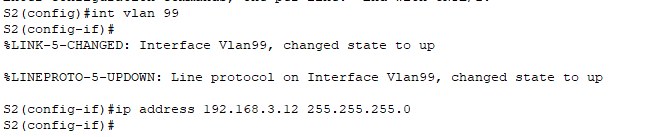 S2(config)#int vlan 99
S2(config-if)#
%LINK-5-CHANGED: Interface Vlan99, changed state to up
%LINEPROTO-5-UPDOWN: Line protocol on Interface Vlan99, changed state to up
S2(config-if)#ip address 192.168.3.12 255.255.255.0
S2(config-if)#